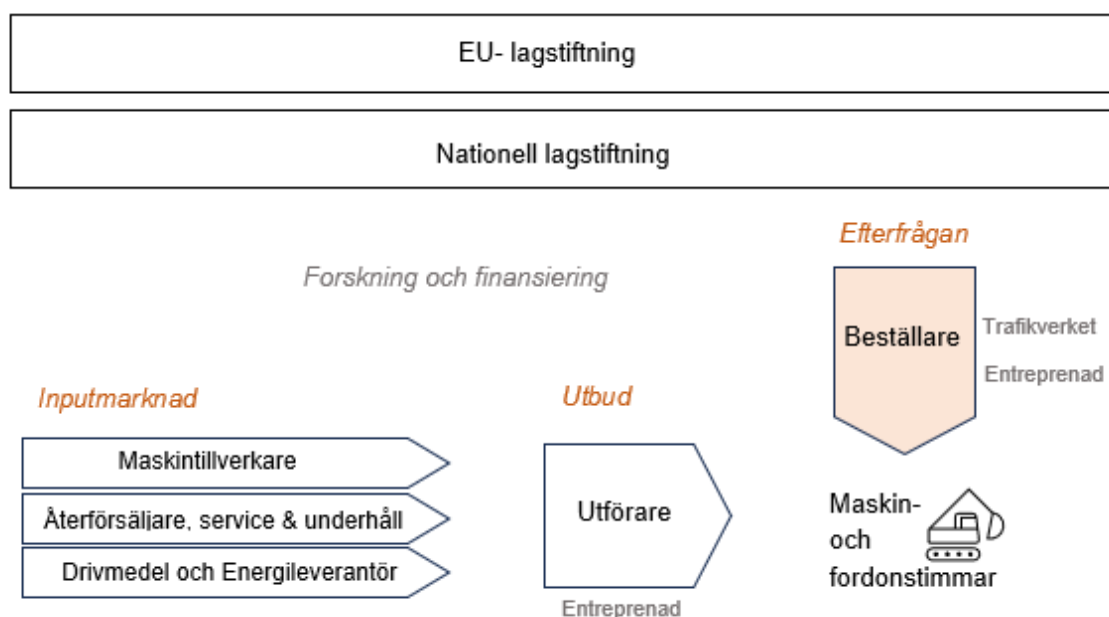 EU- lagstiftning
Nationell lagstiftning
Efterfrågan
Forskning och finansiering
Beställare
Trafikverket
Entreprenad
Inputmarknad
Utbud
Maskintillverkare
Återförsäljare, service & underhåll
Drivmedel och Energileverantör
Utförare
Entreprenad
Maskin-
och
fordonstimmar